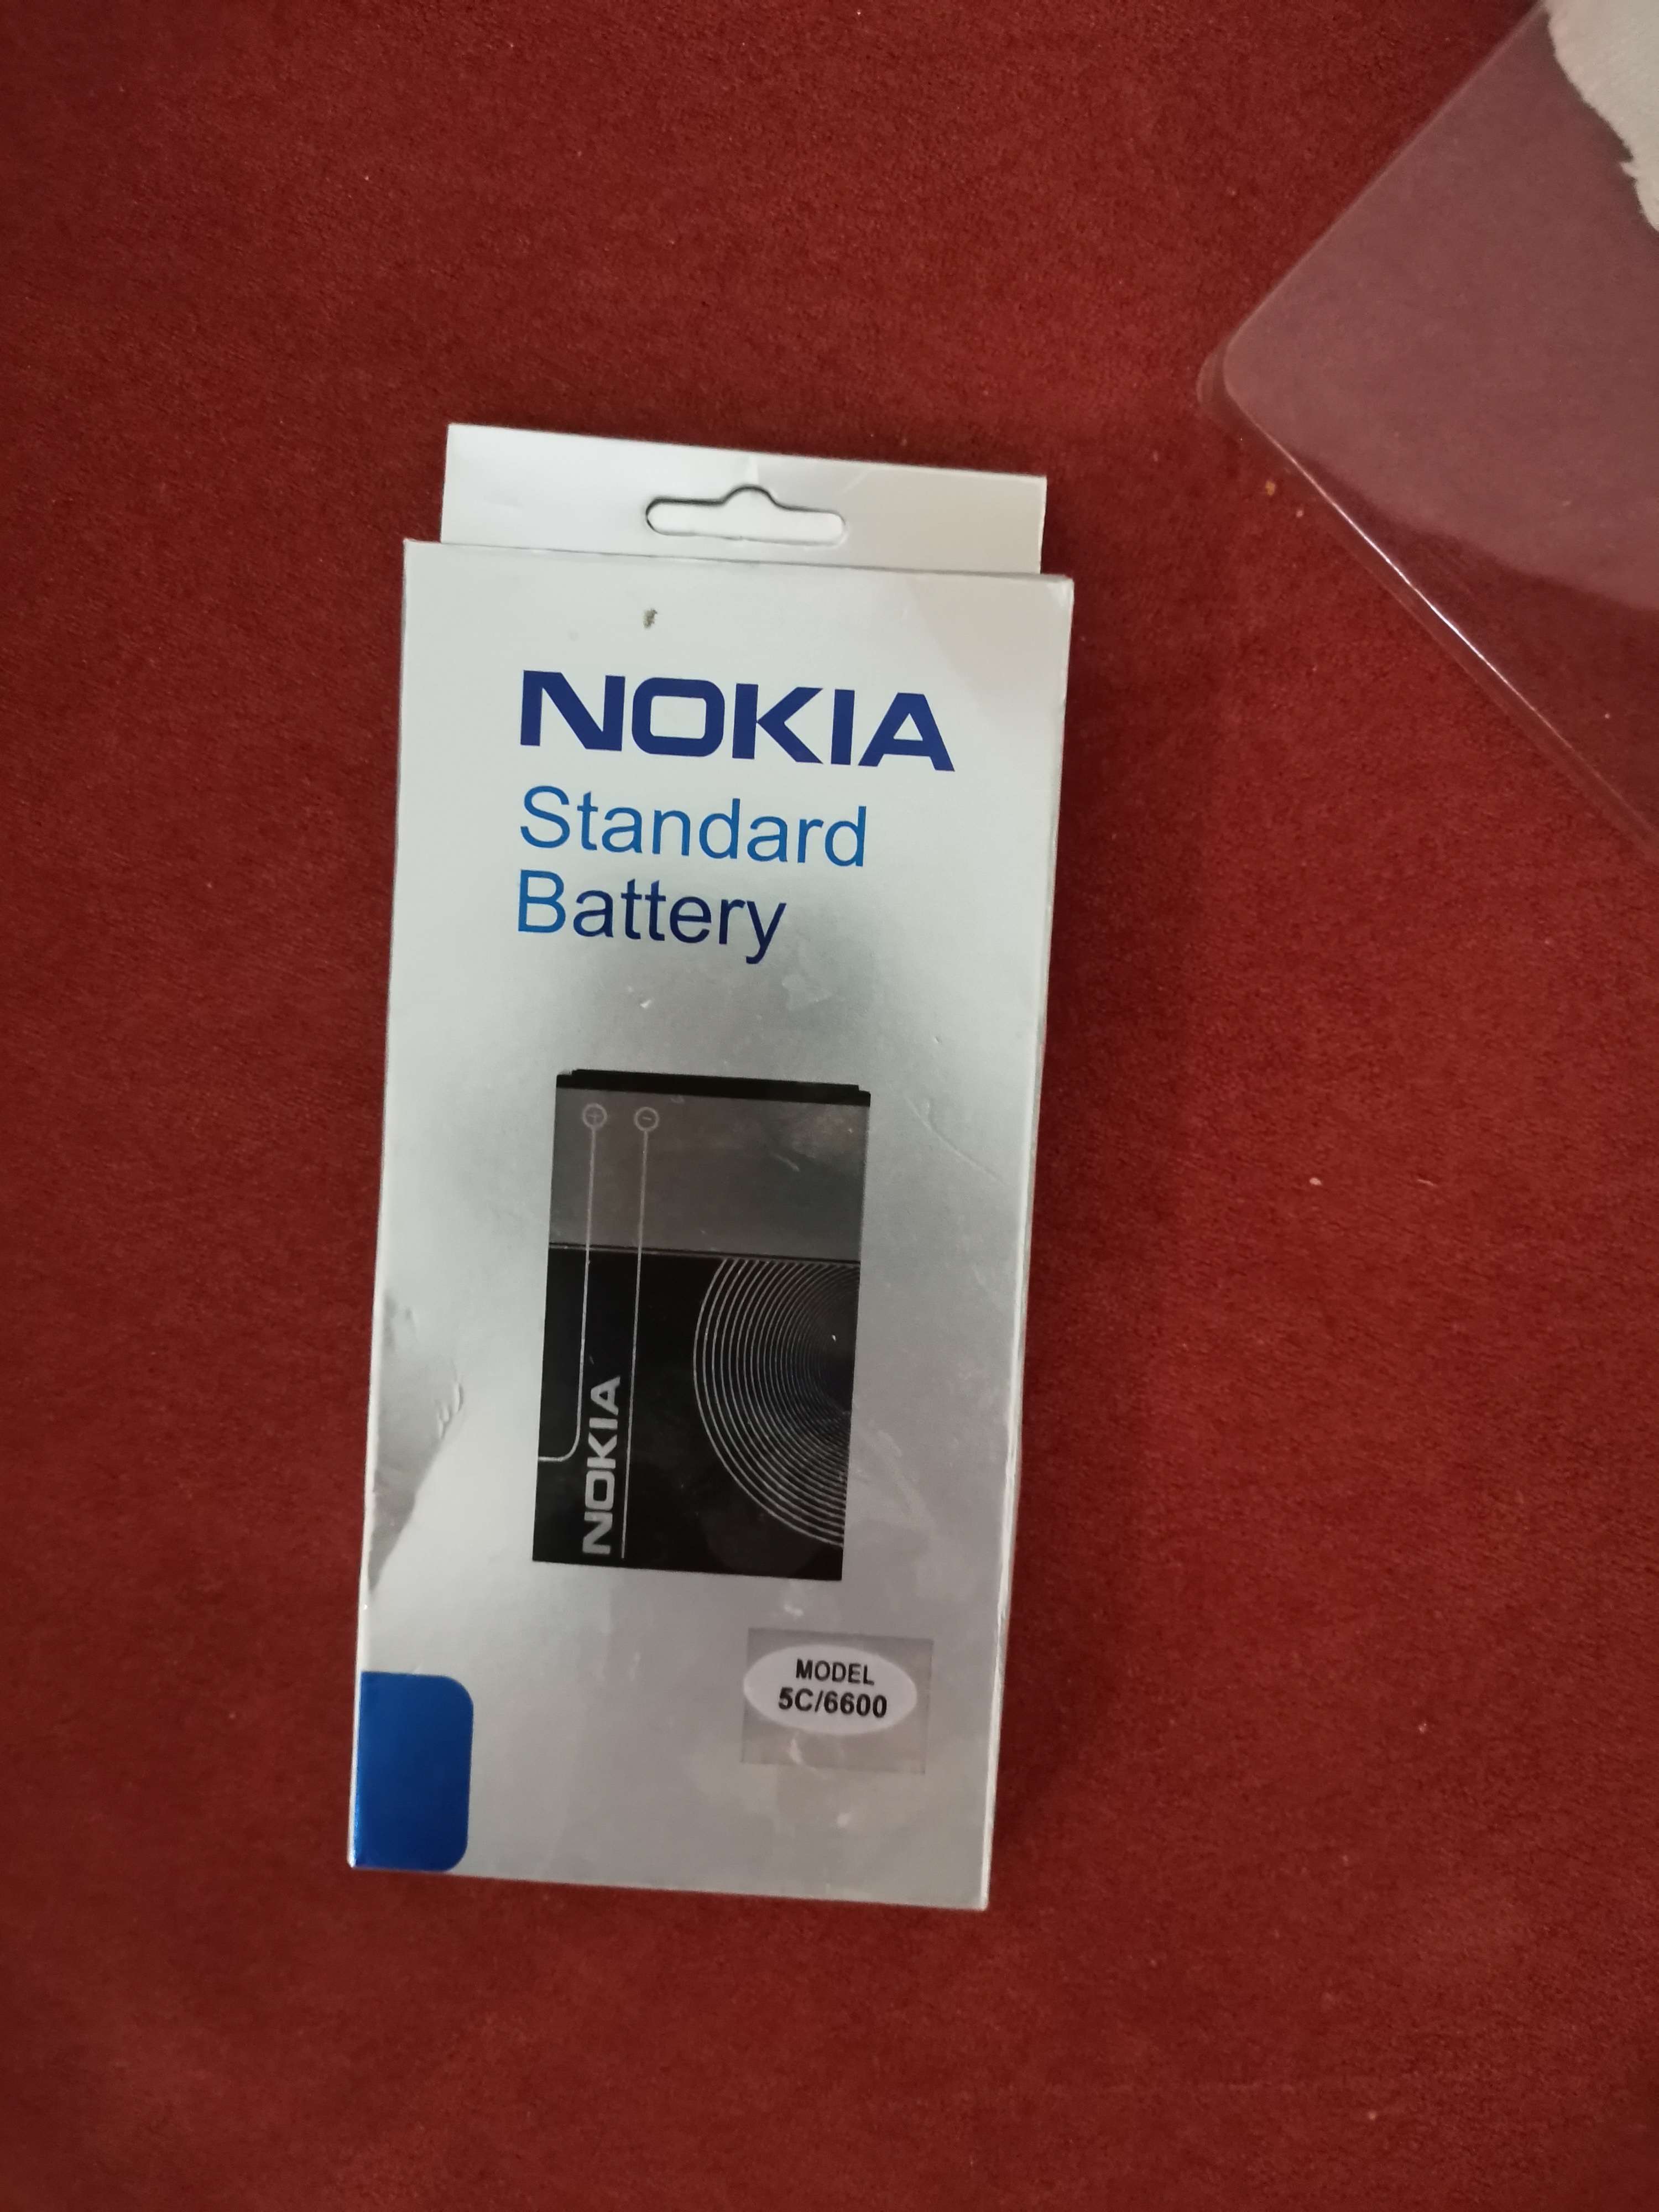 NOKIA
Standard
Battery
+ -
NOKIA
MODEL
5C/6600